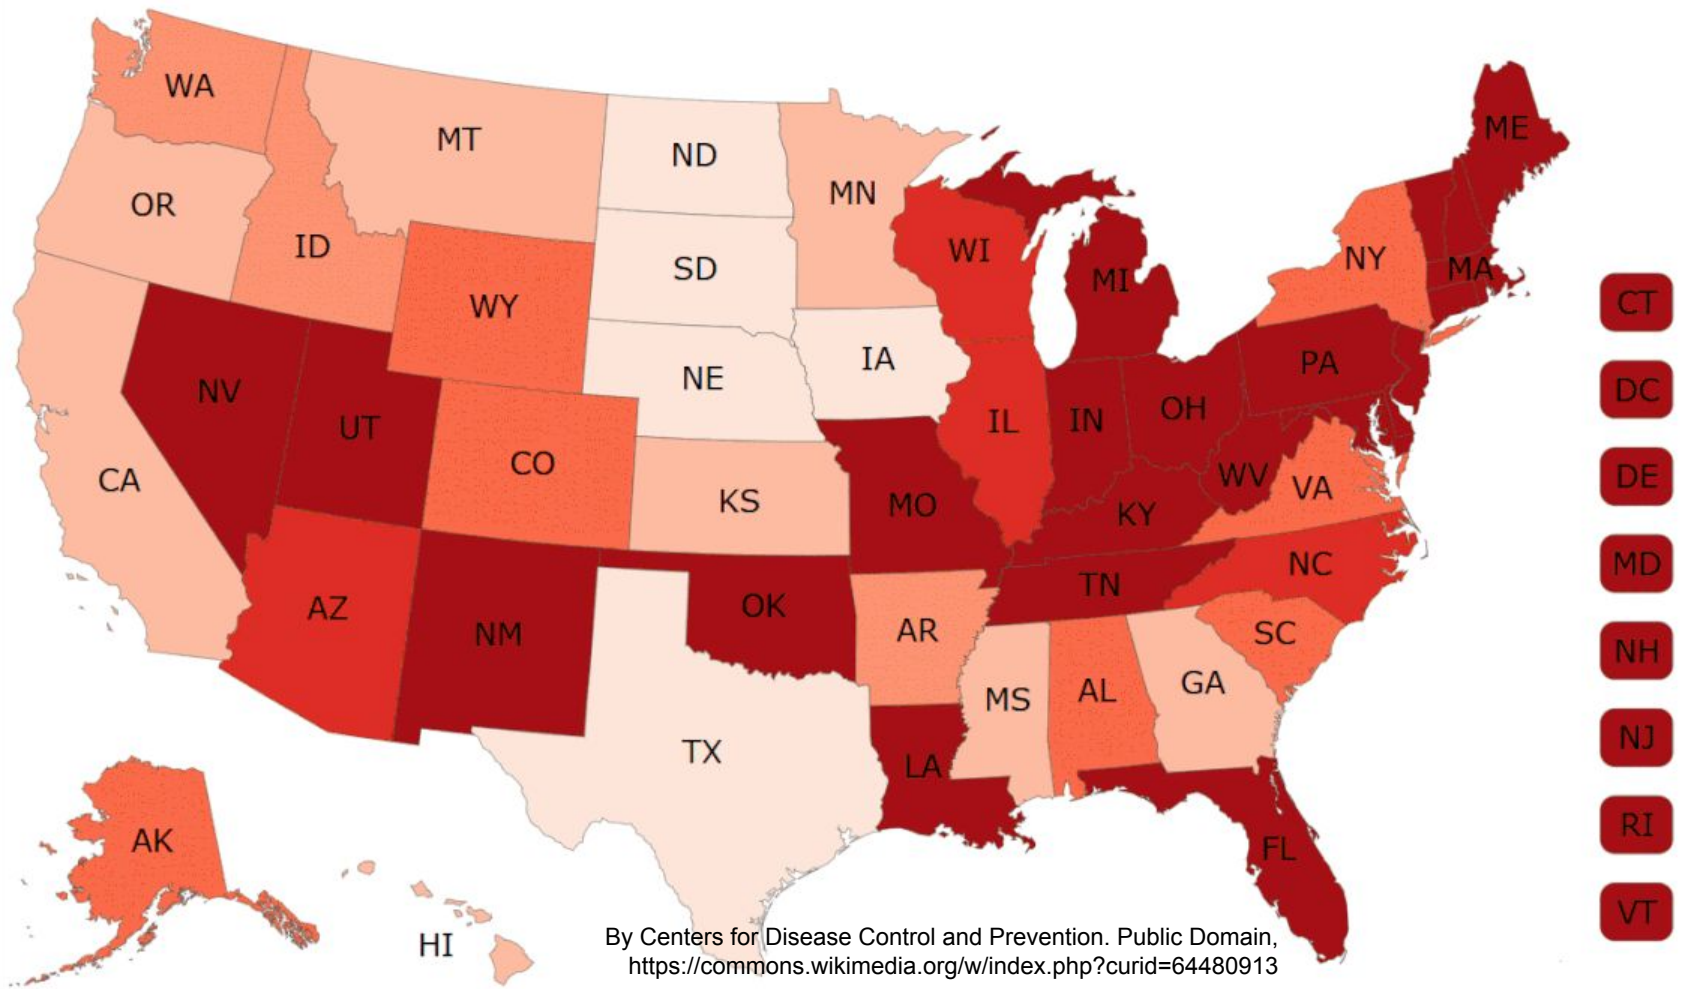 WA
MT
ND
MN
ME
OR
ID
SD
WI
MI
NY
MA
WY
CT
NV
UT
CO
NE
IA
IL
IN
OH
PA
DC
CA
KS
MO
KY
WV
VA
DE
AZ
NM
OK
AR
TN
NC
MD
TX
LA
MS
AL
GA
SC
NH
NJ
AK
HI
FL
RI
VT
By Centers for Disease Control and Prevention. Public Domain,
https://commons.wikimedia.org/w/index.php?curid=64480913